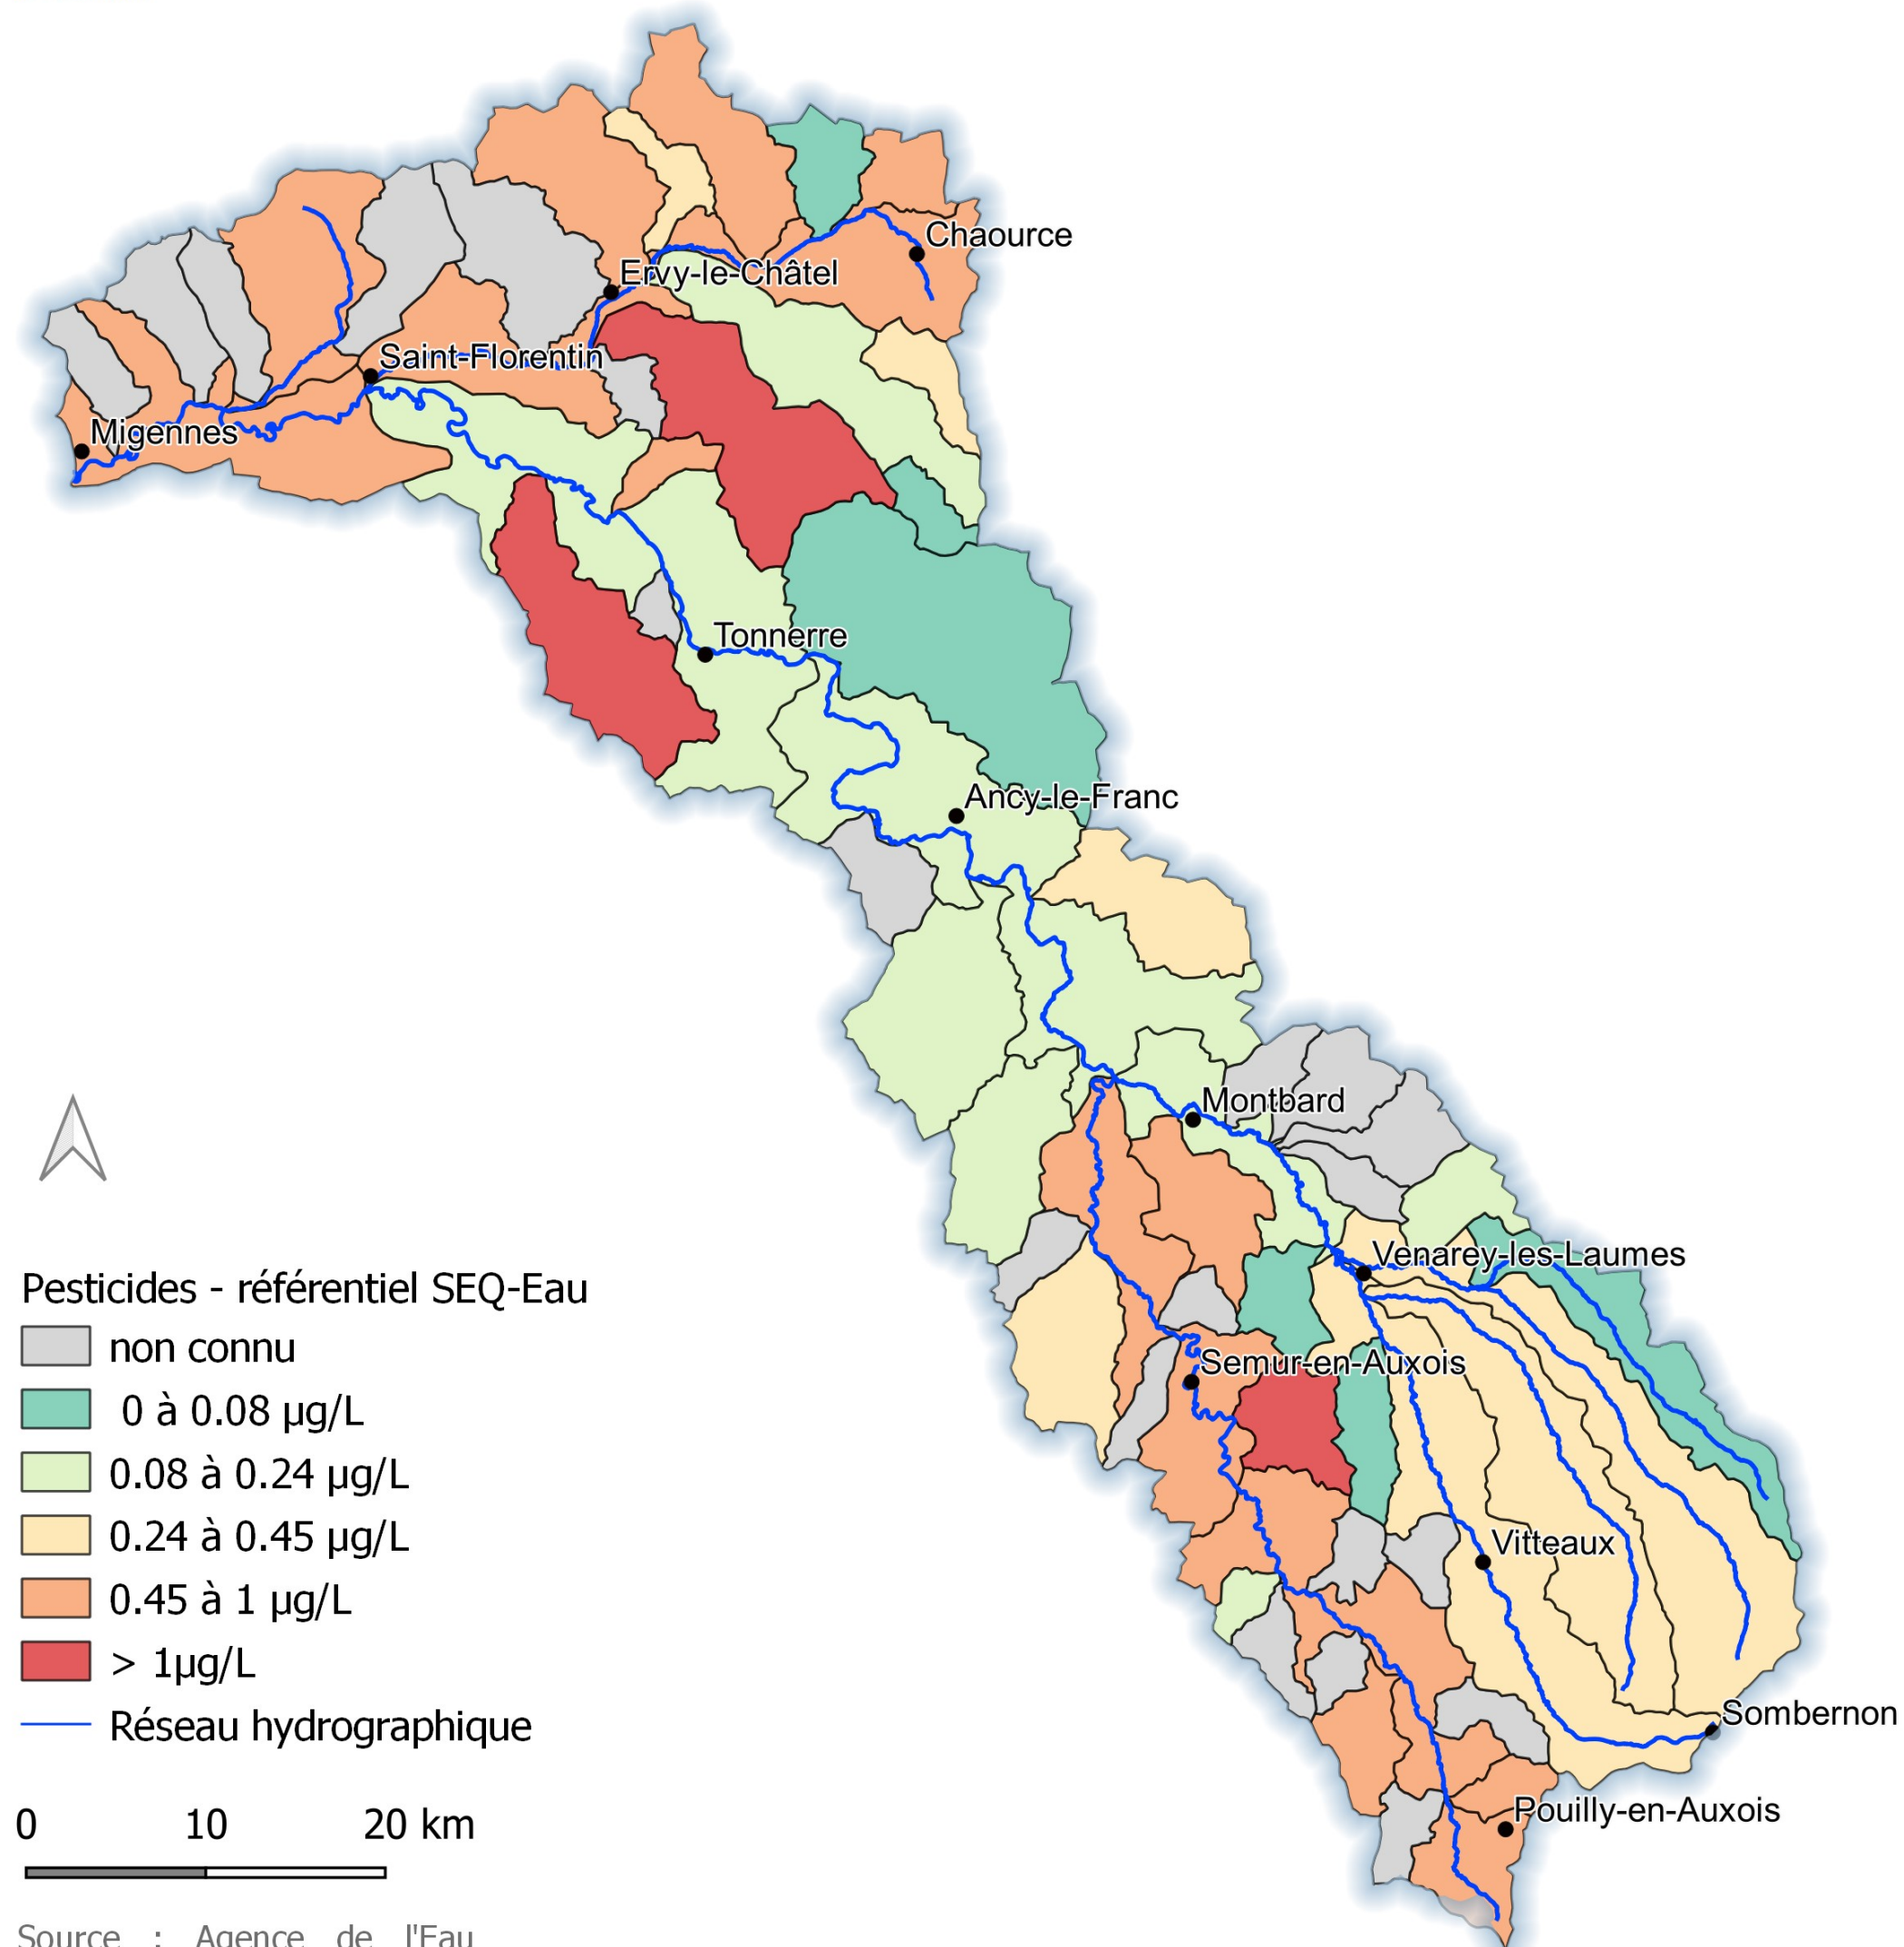 Chaource
Ervy-le-Châtel
Saint-Florentin
Migennes
Tonnerre
Ancy-le-Franc
Montbard
Venarey-les-Laumes
Semur-en-Auxois
Vitteaux
Sombernon
Pouilly-en-Auxois
Pesticides - référentiel SEQ-Eau
non connu
0 à 0.08 µg/L
0.08 à 0.24 µg/L
0.24 à 0.45 µg/L
0.45 à 1 µg/L
> 1µg/L
Réseau hydrographique
0 10 20 km
Source : Agence de l'Eau